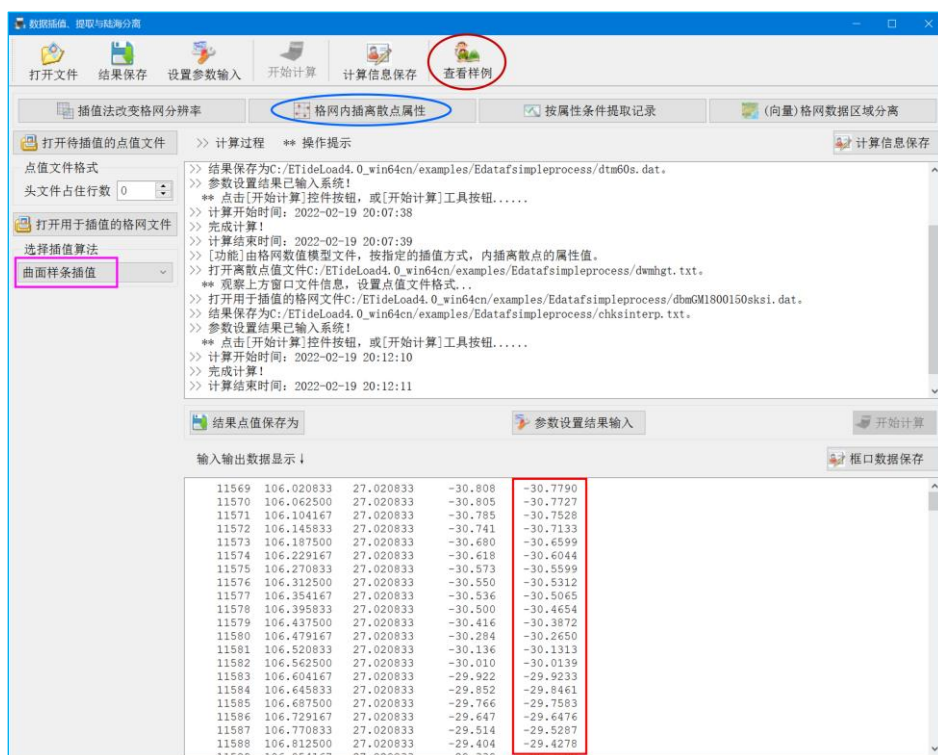 数据插值、提取与陆海分离
打开文件 结果保存 设置参数输入 开始计算 计算信息保存 查看样例
插值法改变格网分辨率 格网内插离散点属性 按属性条件提取记录 (向量)格网数据区域分离
打开待插值的点值文件 >> 计算过程 ** 操作提示 计算信息保存
点值文件格式
头文件占住行数 0
打开用于插值的格网文件
选择插值算法
曲面样条插值
>> 结果保存为C:/ETideLoad4.0_win64cn/examples/Edatafsimpleprocess/dtm60s.dat。
>> 参数设置结果已输入系统!
** 点击[开始计算]控件按钮,或[开始计算]工具按钮......
>> 计算开始时间:2022-02-19 20:07:38
>> 完成计算!
>> 计算结束时间:2022-02-19 20:07:39
>> [功能]由格网数值模型文件,按指定的插值方式,内插离散点的属性值。
>> 打开离散点值文件C:/ETideLoad4.0_win64cn/examples/Edatafsimpleprocess/dwmhgt.txt。
** 观察上方窗口文件信息,设置点值文件格式...
>> 打开用于插值的格网文件C:/ETideLoad4.0_win64cn/examples/Edatafsimpleprocess/dbmGM1800150sksi.dat。
>> 结果保存为C:/ETideLoad4.0_win64cn/examples/Edatafsimpleprocess/chksinterp.txt。
>> 参数设置结果已输入系统!
** 点击[开始计算]控件按钮,或[开始计算]工具按钮......
>> 计算开始时间:2022-02-19 20:12:10
>> 完成计算!
>> 计算结束时间:2022-02-19 20:12:11
结果点值保存为 参数设置结果输入 开始计算
输入输出数据显示↓ 框口数据保存
11569 106.020833 27.020833 -30.808 -30.7790
11570 106.062500 27.020833 -30.805 -30.7727
11571 106.104167 27.020833 -30.785 -30.7528
11572 106.145833 27.020833 -30.741 -30.7133
11573 106.187500 27.020833 -30.680 -30.6599
11574 106.229167 27.020833 -30.618 -30.6044
11575 106.270833 27.020833 -30.573 -30.5599
11576 106.312500 27.020833 -30.550 -30.5312
11577 106.354167 27.020833 -30.536 -30.5065
11578 106.395833 27.020833 -30.500 -30.4654
11579 106.437500 27.020833 -30.416 -30.3872
11580 106.479167 27.020833 -30.284 -30.2650
11581 106.520833 27.020833 -30.136 -30.1313
11582 106.562500 27.020833 -30.010 -30.0139
11583 106.604167 27.020833 -29.922 -29.9233
11584 106.645833 27.020833 -29.852 -29.8461
11585 106.687500 27.020833 -29.766 -29.7583
11586 106.729167 27.020833 -29.647 -29.6476
11587 106.770833 27.020833 -29.514 -29.5287
11588 106.812500 27.020833 -29.404 -29.4278